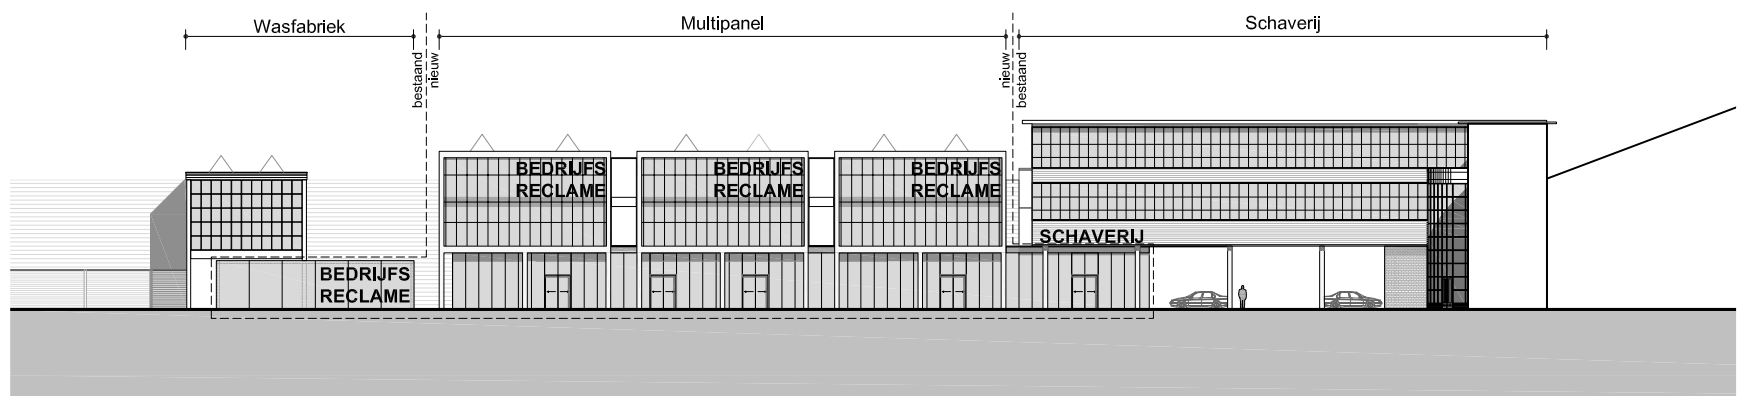 Wasfabriek
Multipanel
Schaverij
bestaand
nieuw
nieuw
bestaand
BEDRIJFS
RECLAME
BEDRIJFS
RECLAME
BEDRIJFS
RECLAME
SCHAVERIJ
BEDRIJFS
RECLAME